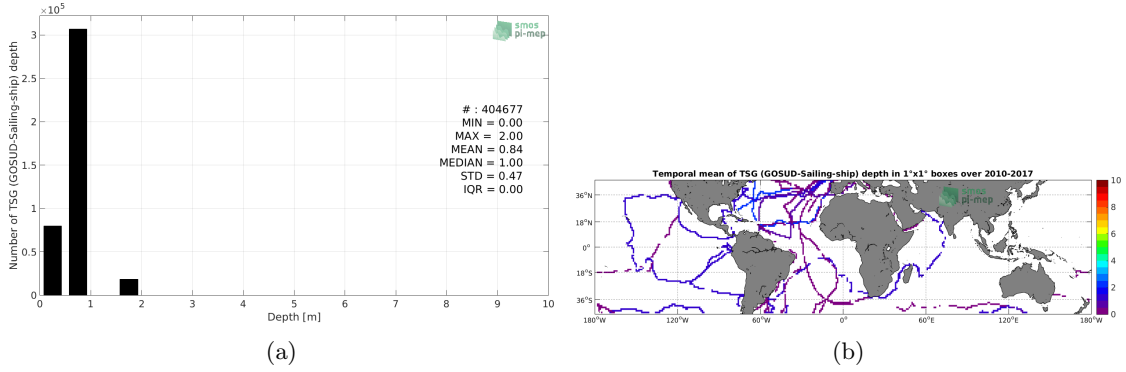 ×10⁵
3
2.5
2
1.5
1
0.5
0
Number of TSG (GOSUD-Sailing-ship) depth
smos
pi-mep
# : 404677
MIN = 0.00
MAX = 2.00
MEAN = 0.84
MEDIAN = 1.00
STD = 0.47
IQR = 0.00
0 1 2 3 4 5 6 7 8 9 10
Depth [m]
(a)
Temporal mean of TSG (GOSUD-Sailing-ship) depth in 1°x1° boxes over 2010-2017
smos
pi-mep
36°N
18°N
0°
18°S
36°S
180°W 120°W 60°W 0° 60°E 120°E 180°W
10
8
6
4
2
0
(b)